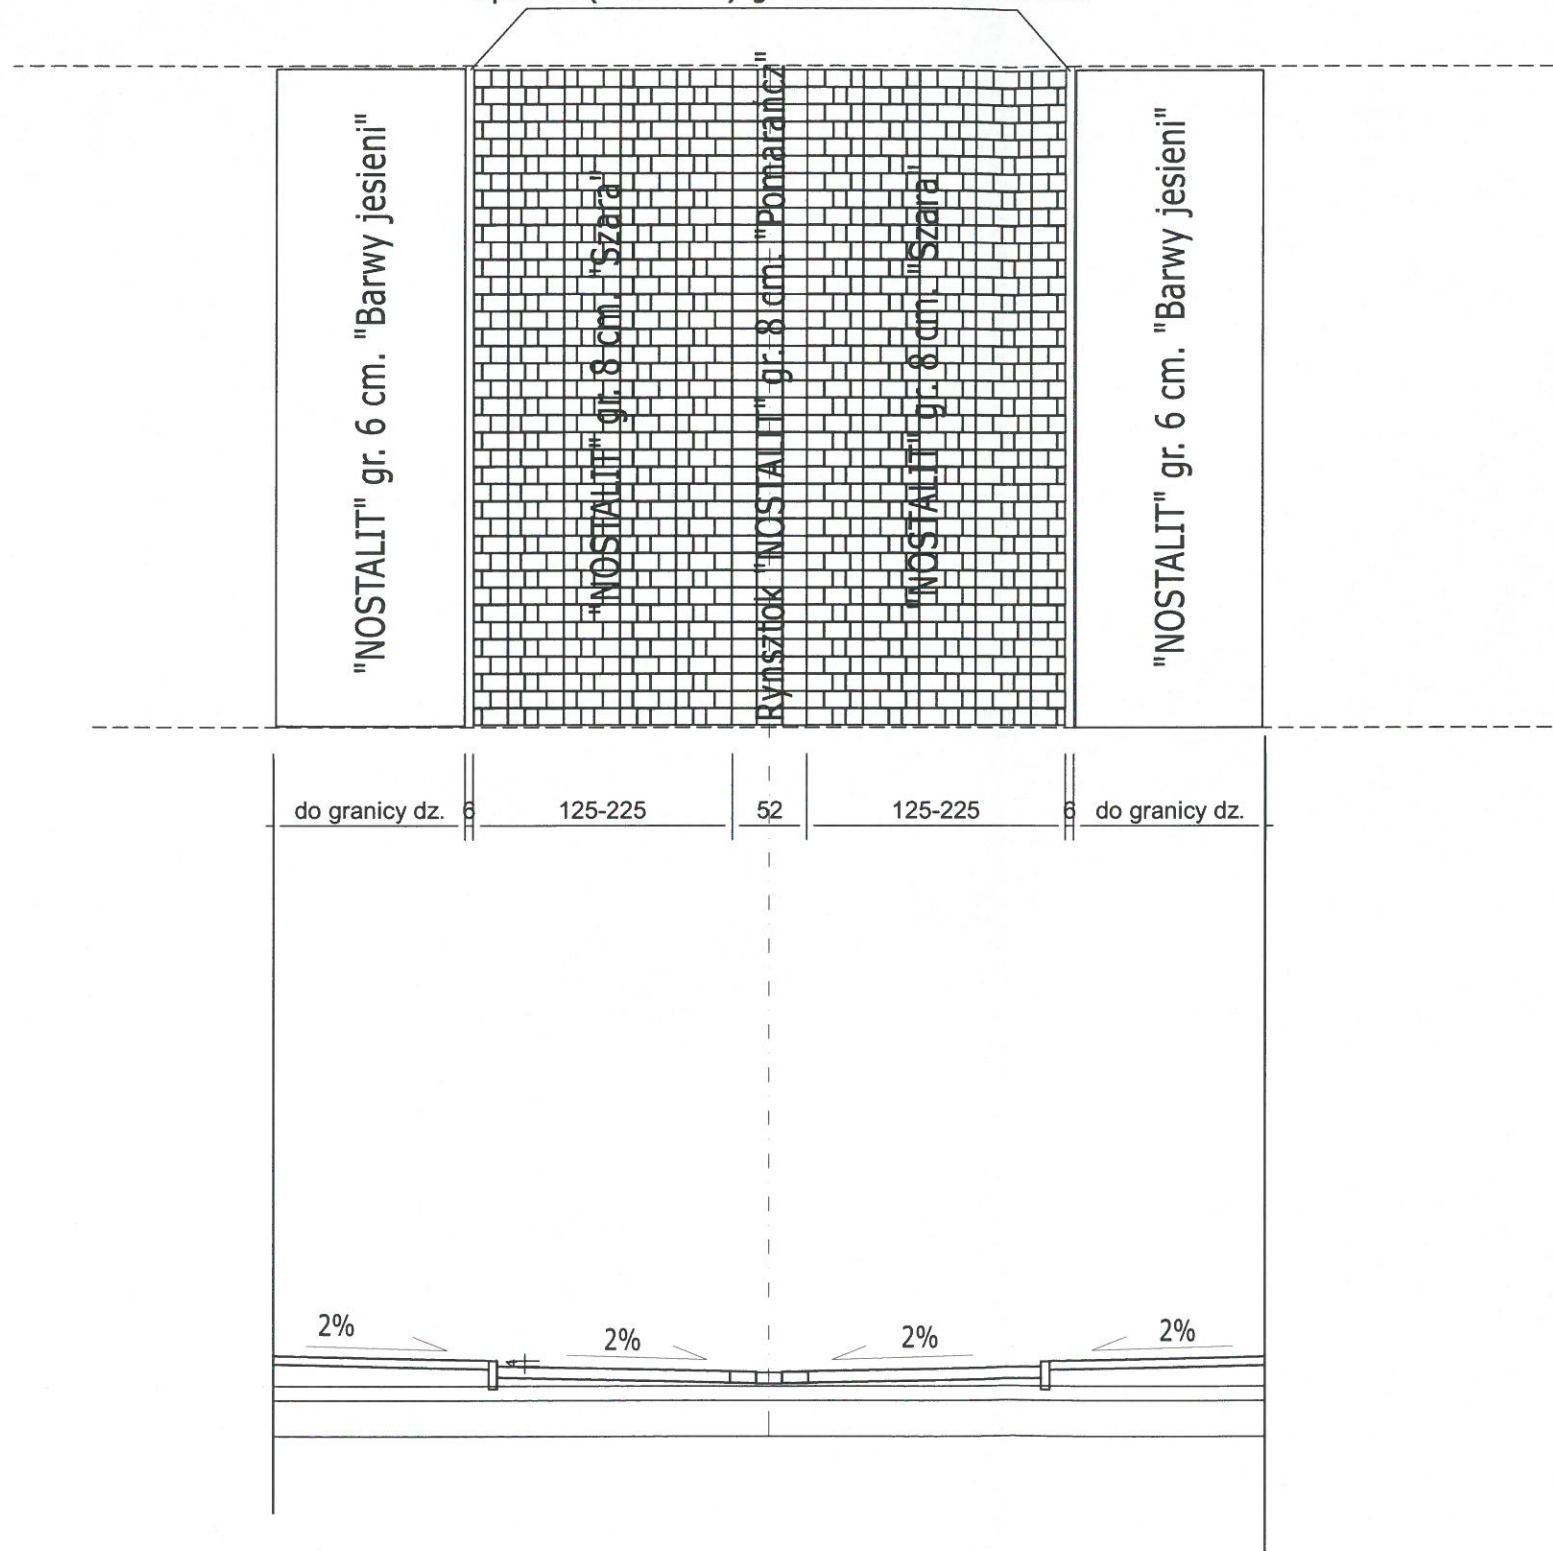 "NOSTALIT" gr. 6 cm. "Barwy jesieni"
"NOSTALIT" gr. 8 cm. "Szara"
Rynsztok "NOSTALIT" gr. 8 cm. "Pomarańcz"
"NOSTALIT" gr. 8 cm. "Szara"
"NOSTALIT" gr. 6 cm. "Barwy jesieni"
do granicy dz. 6 125-225 52 125-225 6 do granicy dz.
2% 2% 2% 2%
4